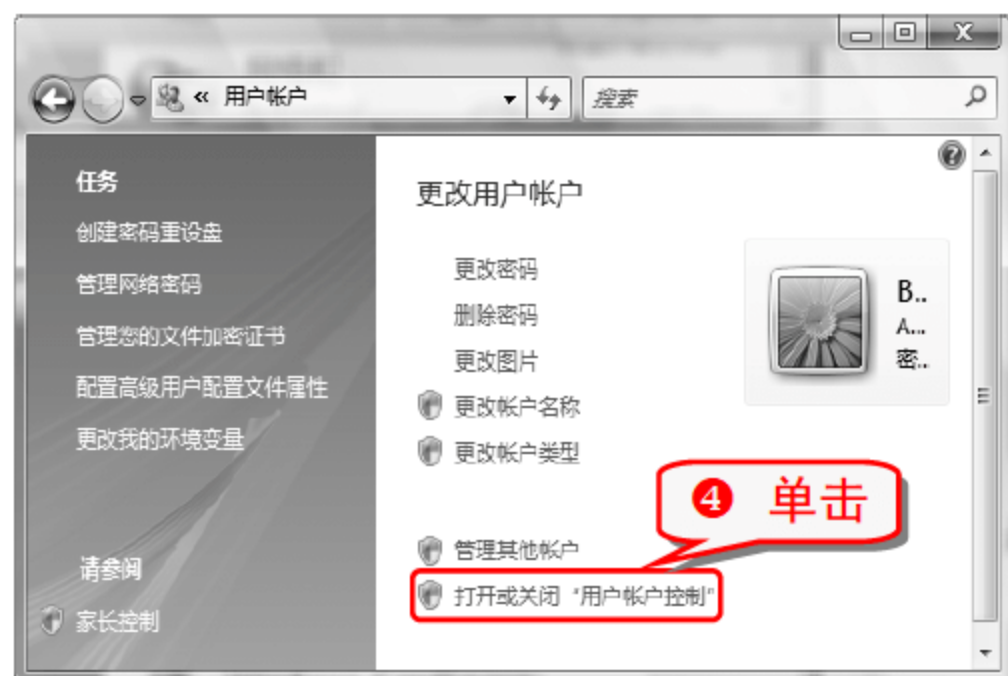 « 用户帐户
搜索
任务
创建密码重设盘
管理网络密码
管理您的文件加密证书
配置高级用户配置文件属性
更改我的环境变量
请参阅
家长控制
更改用户帐户
更改密码
删除密码
更改图片
更改帐户名称
更改帐户类型
管理其他帐户
打开或关闭“用户帐户控制”
B..
A...
密...
❹ 单击